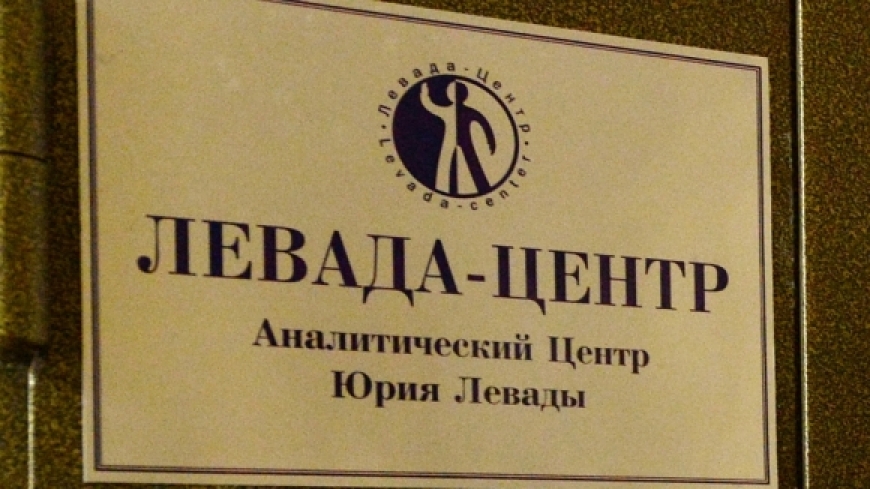 Левада-Центр
Levada-center
ЛЕВАДА-ЦЕНТР
Аналитический Центр
Юрия Левады